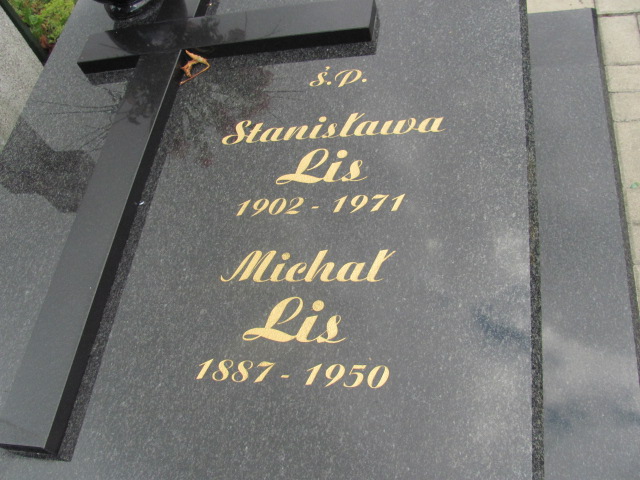 ś.p.
Stanisława
Lis
1902 - 1971
Michał
Lis
1887 - 1950